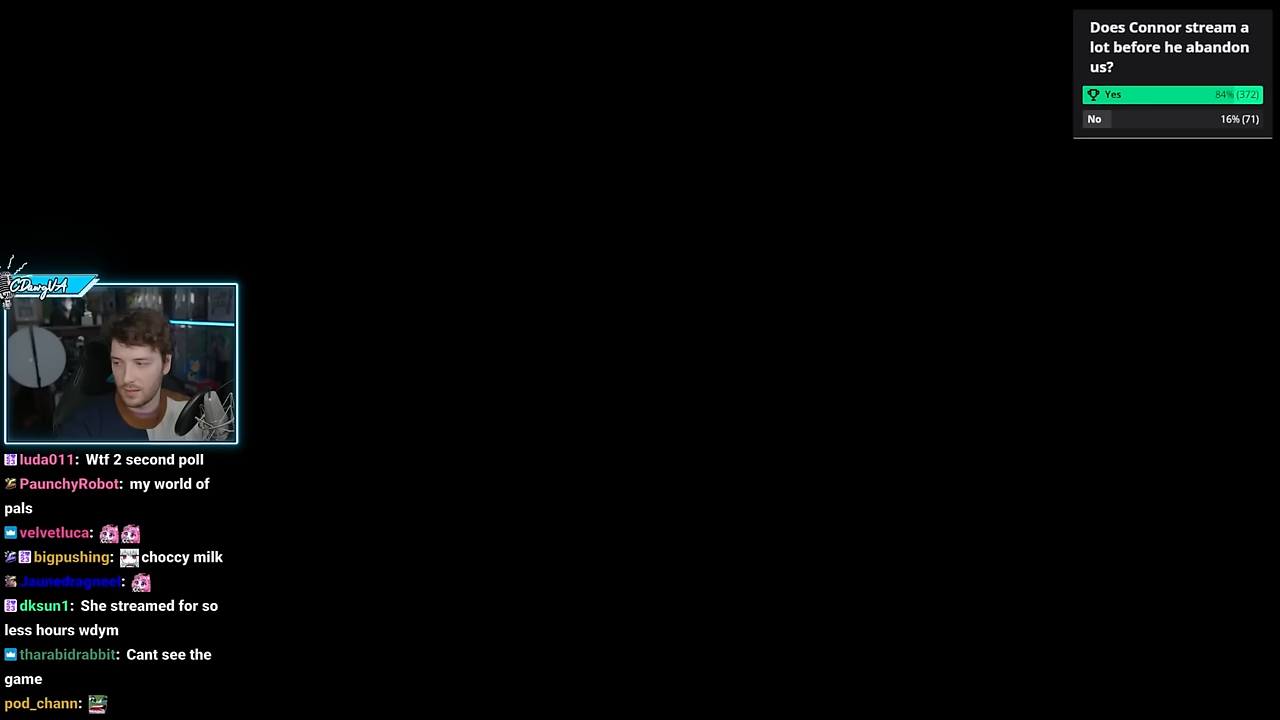 Does Connor stream a
lot before he abandon
us?
Yes 84% (372)
No 16% (71)
CDawgVA
luda011: Wtf 2 second poll
PaunchyRobot: my world of
pals
velvetluca:
bigpushing: choccy milk
Jaunedragneel:
dksun1: She streamed for so
less hours wdym
tharabidrabbit: Cant see the
game
pod_chann: